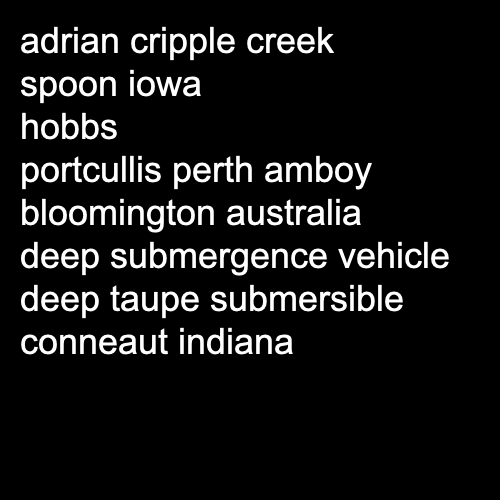 adrian cripple creek
spoon iowa
hobbs
portcullis perth amboy
bloomington australia
deep submergence vehicle
deep taupe submersible
conneaut indiana